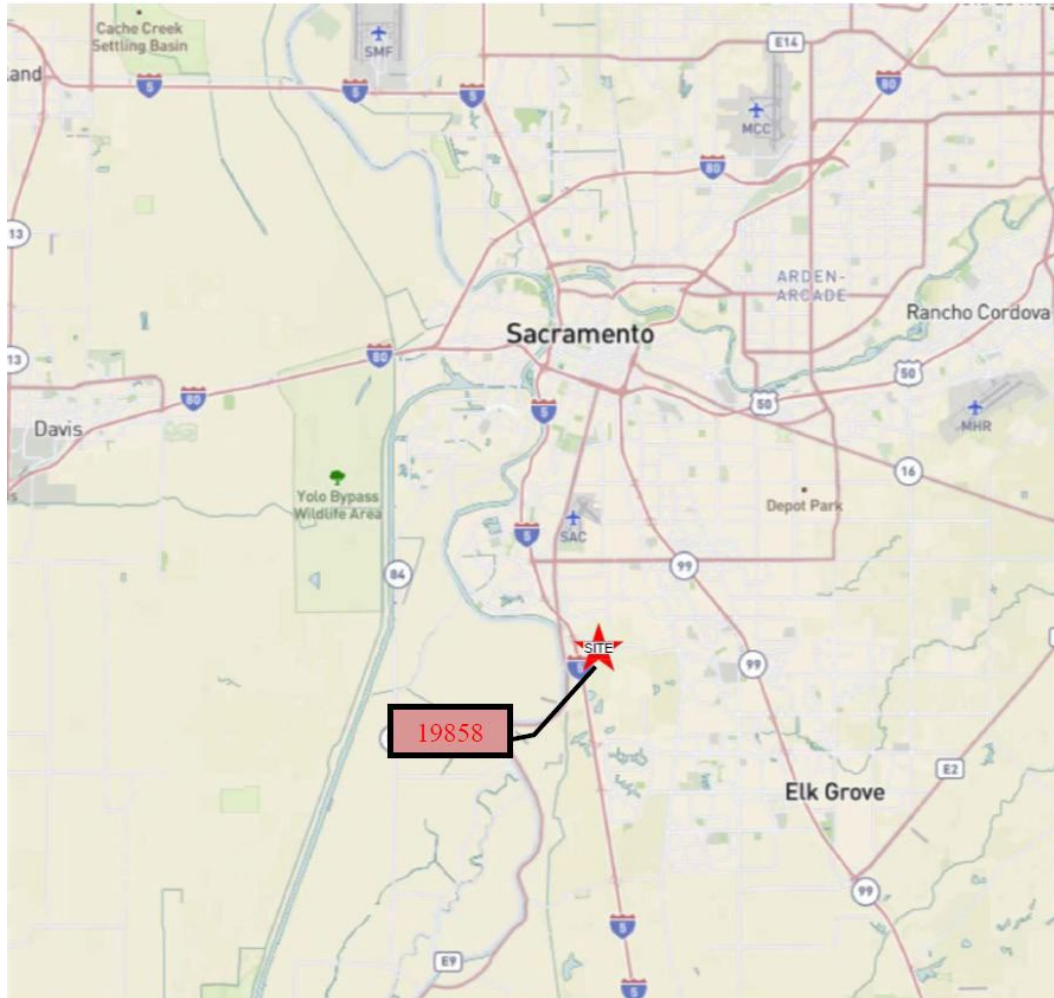 Cache Creek
Settling Basin
SMF
E14
5
5
5
80
MCC
80
13
ARDEN-
ARCADE
Rancho Cordova
Sacramento
13
80
50
80
5
50
MHR
Davis
16
Yolo Bypass
Wildlife Area
Depot Park
SAC
5
99
84
SITE
5
99
19858
E2
Elk Grove
99
5
E9
5